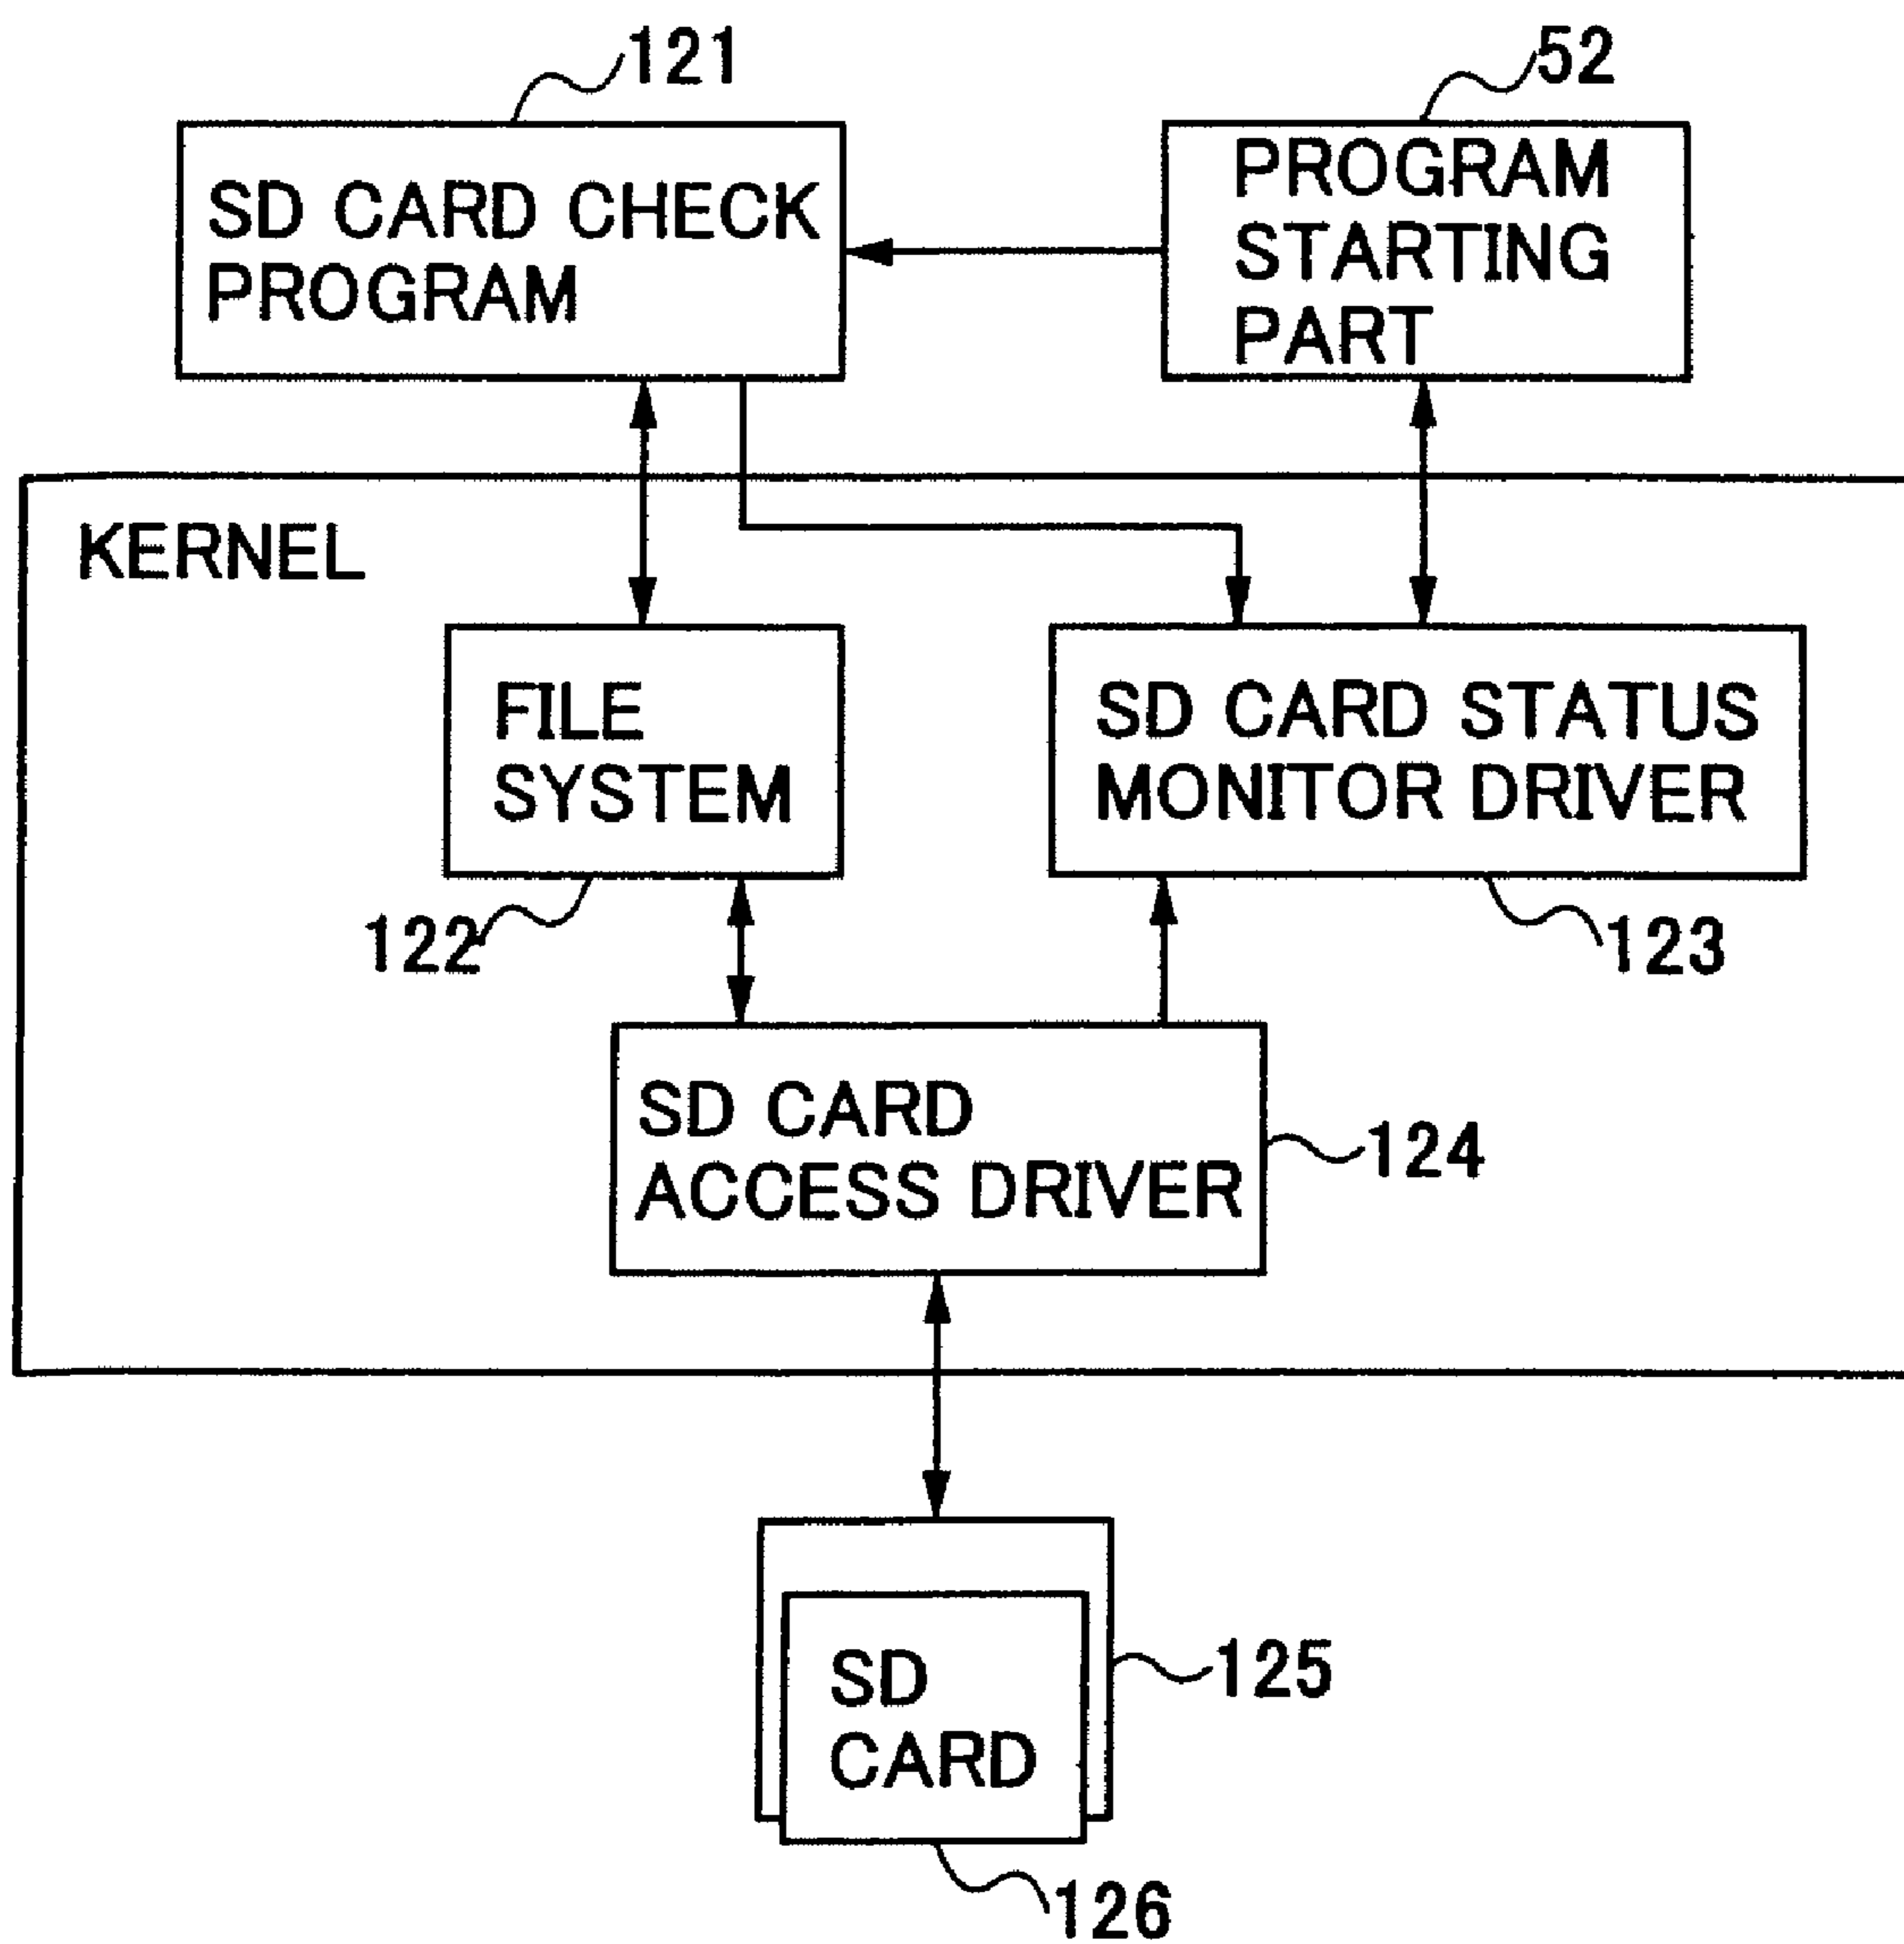 121
52
SD CARD CHECK
PROGRAM
PROGRAM
STARTING
PART
KERNEL
FILE
SYSTEM
SD CARD STATUS
MONITOR DRIVER
122
123
SD CARD
ACCESS DRIVER
124
SD
CARD
125
126